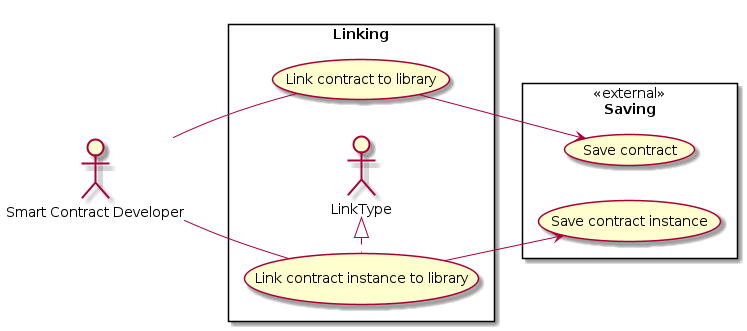 Linking
Link contract to library
«external»
Saving
Save contract
Smart Contract Developer
LinkType
Save contract instance
Link contract instance to library